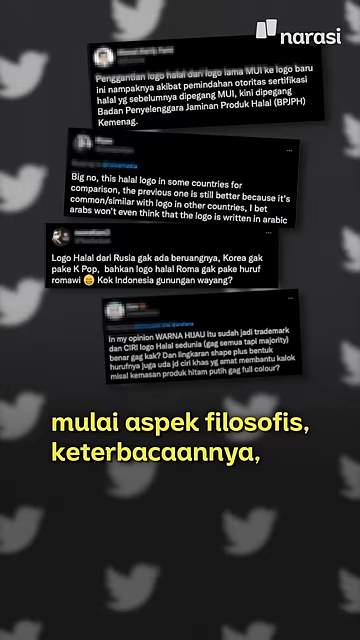 narasi
Penggantian logo halal dari logo lama MUI ke logo baru
ini nampaknya akibat pemindahan otoritas sertifikasi
halal yg sebelumnya dipegang MUI, kini dipegang
Badan Penyelenggara Jaminan Produk Halal (BPJPH)
Kemenag.
Big no, this halal logo in some countries for
comparison, the previous one is still better because it's
common/similar with logo in other countries, I bet
arabs won't even think that the logo is written in arabic
Logo Halal dari Rusia gak ada beruangnya, Korea gak
pake K Pop, bahkan logo halal Roma gak pake huruf
romawi 😄 Kok Indonesia gunungan wayang?
In my opinion WARNA HIJAU itu sudah jadi trademark
dan CIRI logo Halal sedunia (gag semua tapi majority)
benar gag kak? Dan lingkaran shape plus bentuk
hurufnya juga uda jd ciri khas yg amat membantu kalok
misal kemasan produk hitam putih gag full colour?
mulai aspek filosofis,
keterbacaannya,